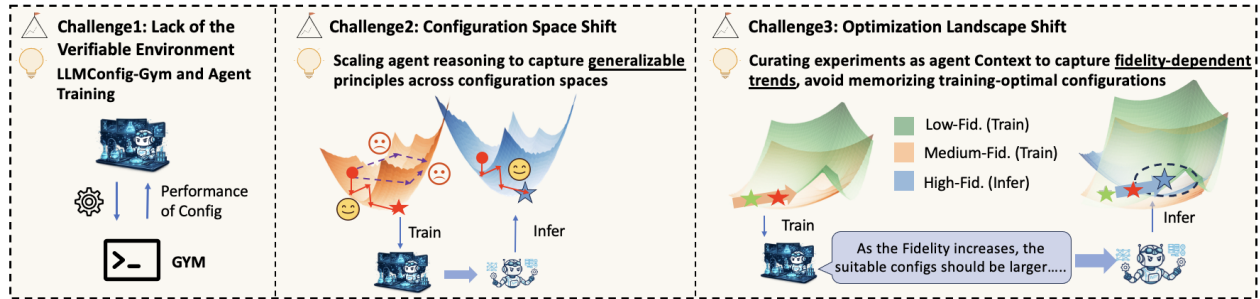 Challenge1: Lack of the
Verifiable Environment
LLMConfig-Gym and Agent
Training
Performance
of Config
>_
GYM
Challenge2: Configuration Space Shift
Scaling agent reasoning to capture generalizable
principles across configuration spaces
Train
Infer
Challenge3: Optimization Landscape Shift
Curating experiments as agent Context to capture fidelity-dependent
trends, avoid memorizing training-optimal configurations
Low-Fid. (Train)
Medium-Fid. (Train)
High-Fid. (Infer)
Train
Infer
As the Fidelity increases, the
suitable configs should be larger.....